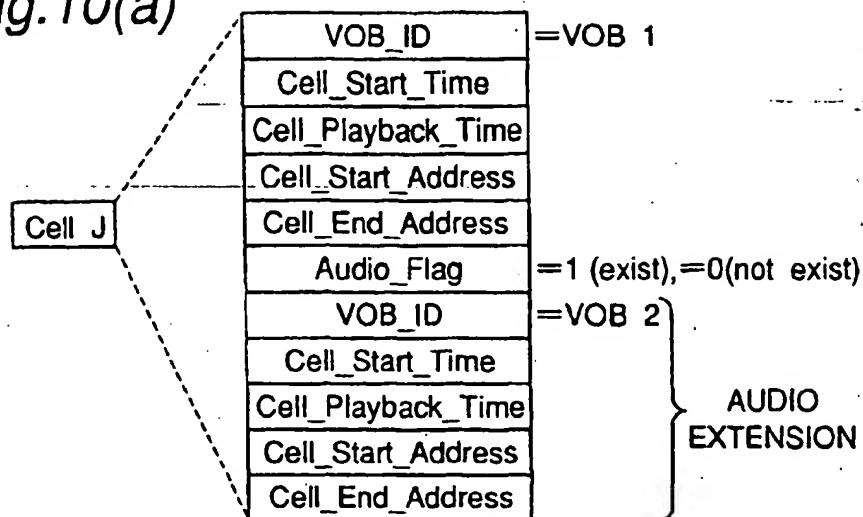 ig.10(a)
VOB_ID =VOB 1
Cell_Start_Time
Cell_Playback_Time
Cell_Start_Address
Cell_End_Address
Cell J
Audio_Flag =1 (exist),=0(not exist)
VOB_ID =VOB 2
Cell_Start_Time
Cell_Playback_Time
Cell_Start_Address
Cell_End_Address
AUDIO
EXTENSION